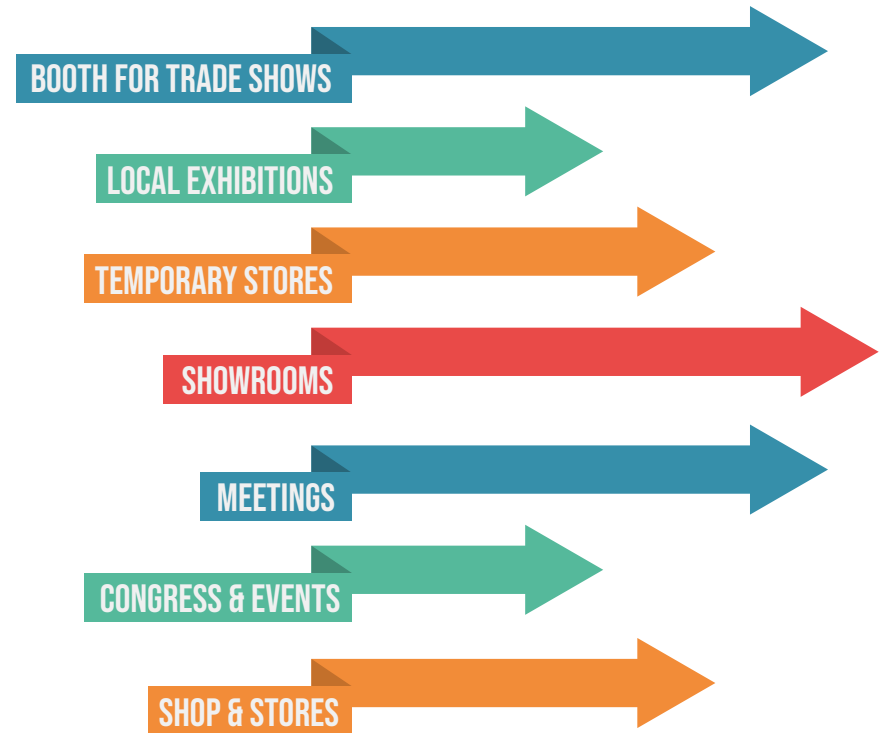 BOOTH FOR TRADE SHOWS
LOCAL EXHIBITIONS
TEMPORARY STORES
SHOWROOMS
MEETINGS
CONGRESS & EVENTS
SHOP & STORES